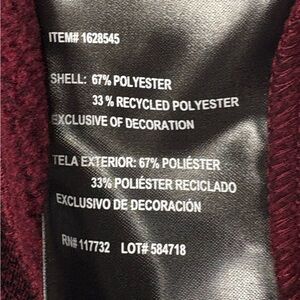 ITEM# 1628545
SHELL: 67% POLYESTER
33 % RECYCLED POLYESTER
EXCLUSIVE OF DECORATION
TELA EXTERIOR: 67% POLIÉSTER
33% POLIÉSTER RECICLADO
EXCLUSIVO DE DECORACIÓN
RN# 117732 LOT# 584718